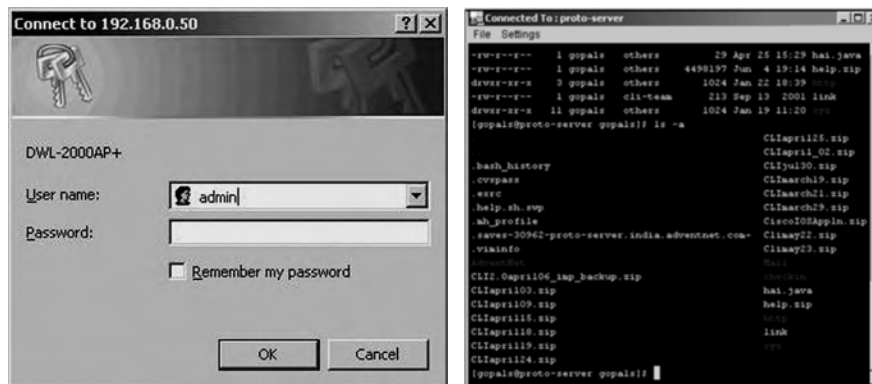 Connect to 192.168.0.50
DWL-2000AP+
User name:
admin
Password:
Remember my password
OK
Cancel
Connected To : proto-server
File Settings
-rw-r--r-- 1 gopals others 29 Apr 25 15:29 hai.java
-rw-r--r-- 1 gopals others 4498197 Jun 4 19:14 help.zip
drwxr-xr-x 3 gopals others 1024 Jan 22 18:39 http
-rw-r--r-- 1 gopals cli-team 213 Sep 13 2001 link
drwxr-xr-x 11 gopals others 1024 Jan 19 11:20 xyz
[gopals@proto-server gopals]$ ls -a
CLIapril25.zip
CLIapril_02.zip
.bash_history CLIjul30.zip
.cvspass CLImarch19.zip
.exrc CLImarch21.zip
.help.sh.swp CLImarch29.zip
.mh_profile CiscoIOSAppln.zip
.saves-30962-proto-server.india.adventnet.com~ Climay22.zip
.viminfo Climay23.zip
AdventNet Mail
CLI2.0april06_imp_backup.zip checkin
CLIapril03.zip hai.java
CLIapril09.zip help.zip
CLIapril15.zip http
CLIapril18.zip link
CLIapril19.zip xyz
CLIapril24.zip
[gopals@proto-server gopals]$